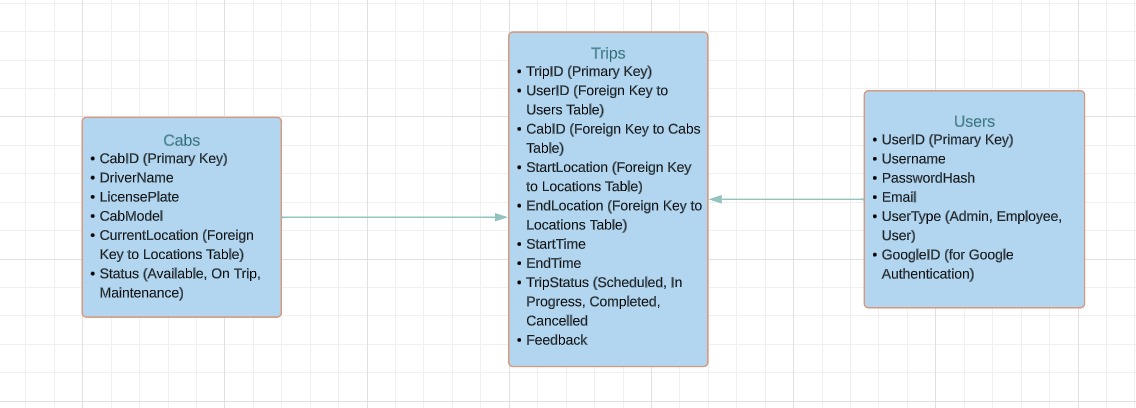 Cabs
• CabID (Primary Key)
• DriverName
• LicensePlate
• CabModel
• CurrentLocation (Foreign
Key to Locations Table)
• Status (Available, On Trip,
Maintenance)
Trips
• TripID (Primary Key)
• UserID (Foreign Key to
Users Table)
• CabID (Foreign Key to Cabs
Table)
• StartLocation (Foreign Key
to Locations Table)
• EndLocation (Foreign Key to
Locations Table)
• StartTime
• EndTime
• TripStatus (Scheduled, In
Progress, Completed,
Cancelled
• Feedback
Users
• UserID (Primary Key)
• Username
• PasswordHash
• Email
• UserType (Admin, Employee,
User)
• GoogleID (for Google
Authentication)